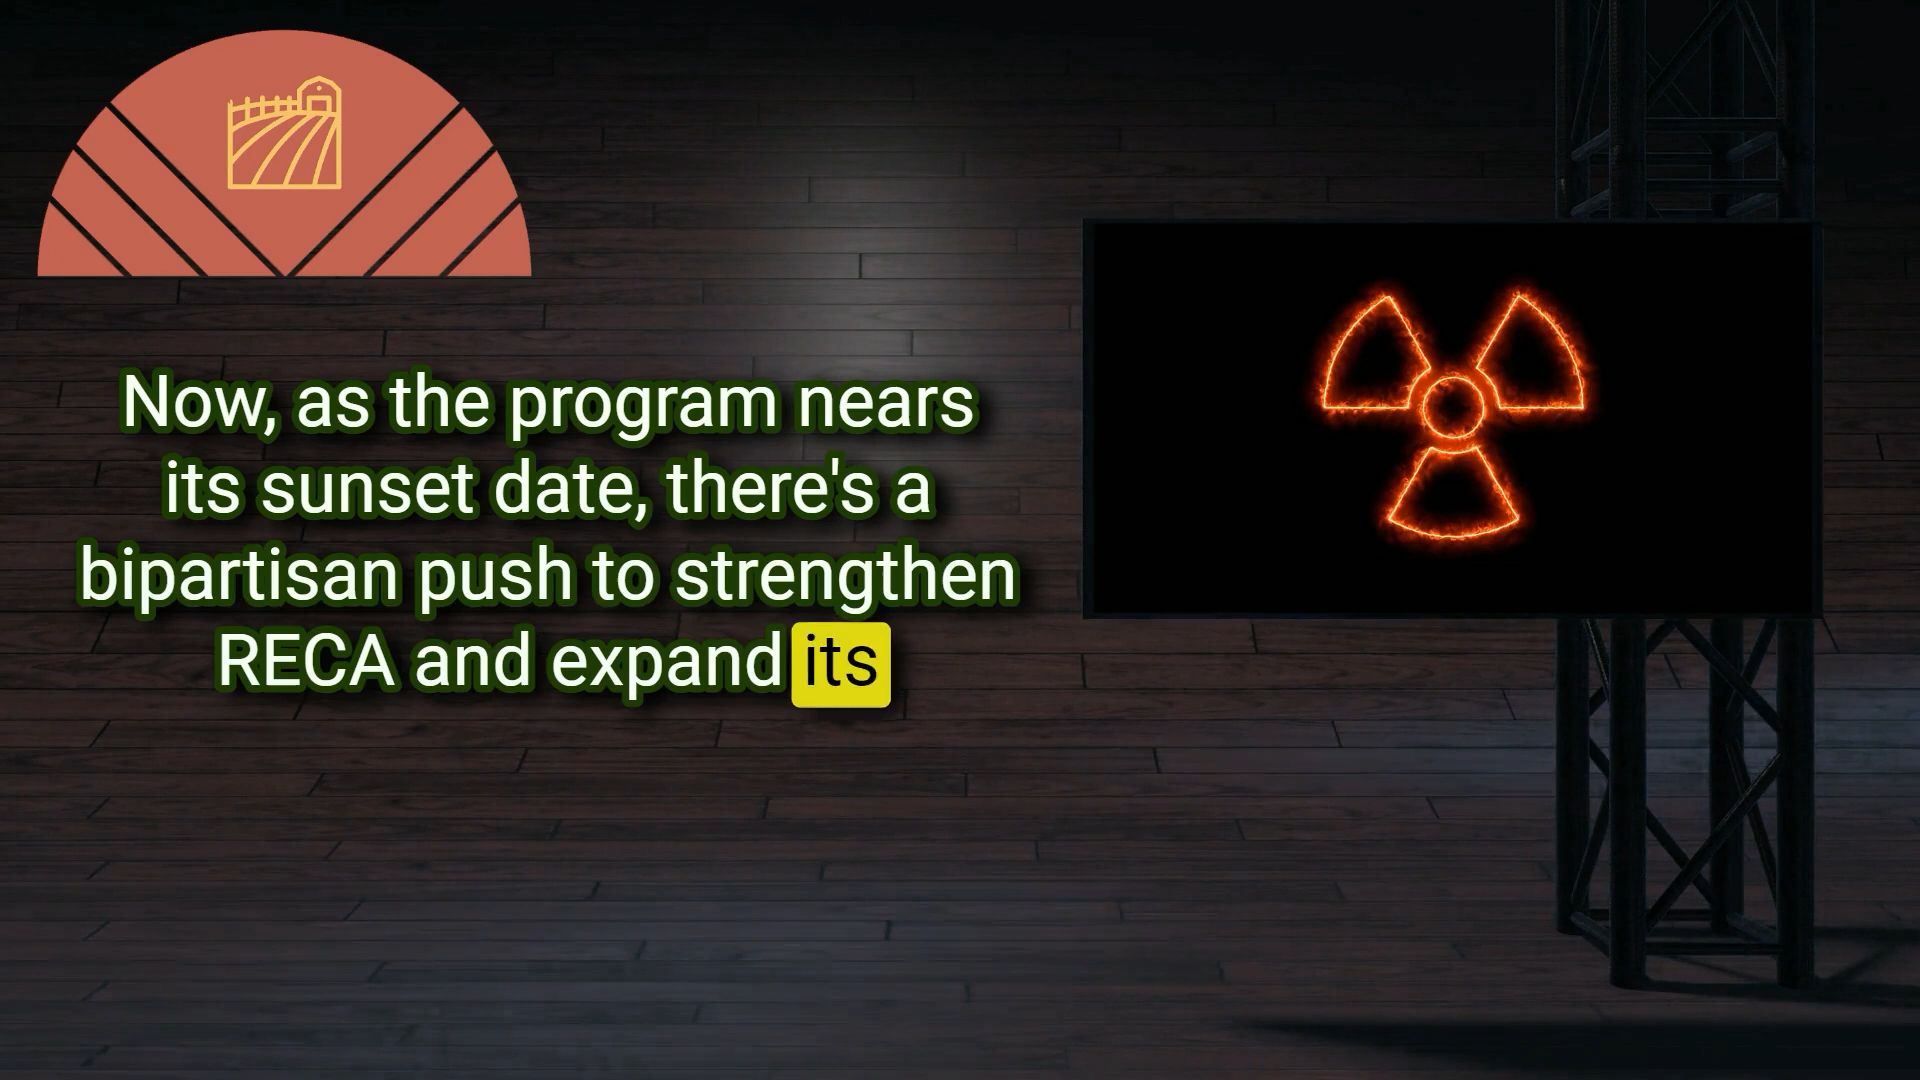 Now, as the program nears
its sunset date, there's a
bipartisan push to strengthen
RECA and expand its